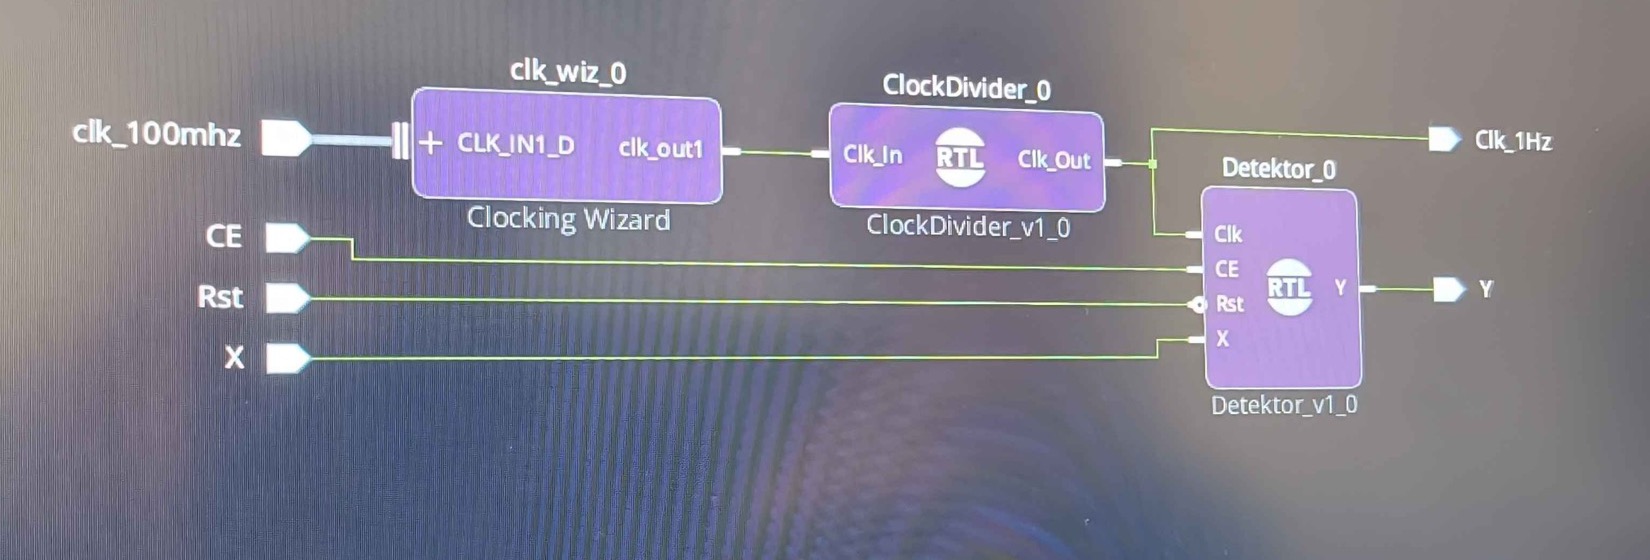 clk_wiz_0
clk_100mhz
+ CLK_IN1_D clk_out1
Clocking Wizard
ClockDivider_0
Clk_In RTL Clk_Out
ClockDivider_v1_0
Clk_1Hz
CE
Rst
X
Detektor_0
Clk
CE
Rst
X
RTL
Y
Detektor_v1_0
Y